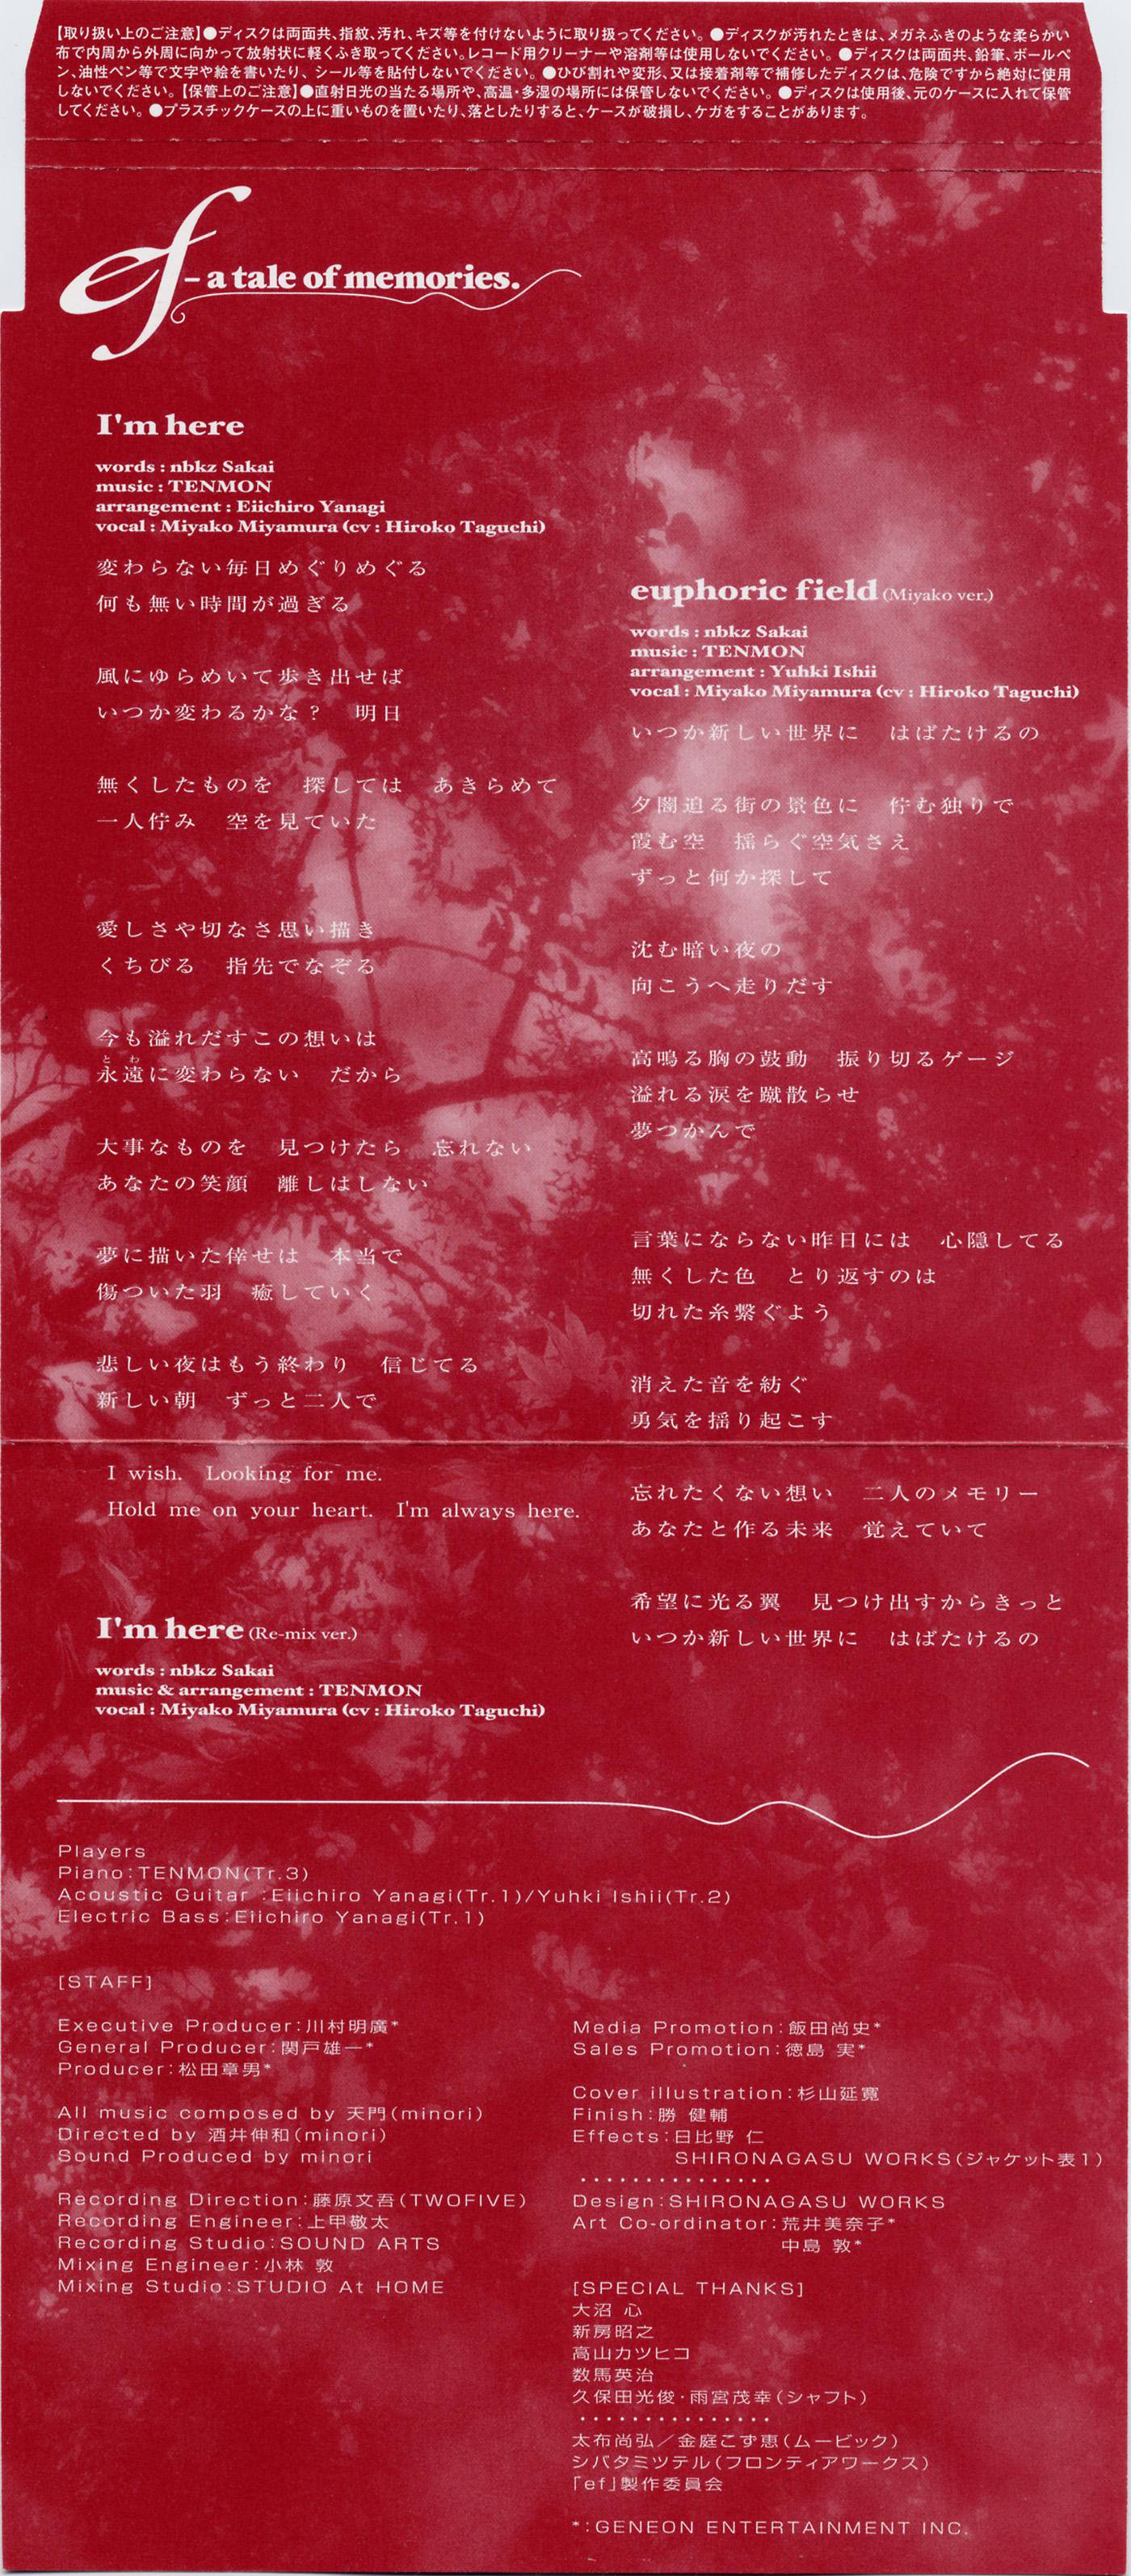 【取り扱い上のご注意】●ディスクは両面共、指紋、汚れ、キズ等を付けないように取り扱ってください。●ディスクが汚れたときは、メガネふきのような柔らかい
布で内周から外周に向かって放射状に軽くふき取ってください。レコード用クリーナーや溶剤等は使用しないでください。●ディスクは両面共、鉛筆、ボールペ
ン、油性ペン等で文字や絵を書いたり、シール等を貼付しないでください。●ひび割れや変形、又は接着剤等で補修したディスクは、危険ですから絶対に使用
しないでください。【保管上のご注意】●直射日光の当たる場所や、高温・多湿の場所には保管しないでください。●ディスクは使用後、元のケースに入れて保管
してください。●プラスチックケースの上に重いものを置いたり、落としたりすると、ケースが破損し、ケガをすることがあります。
ef - a tale of memories.
I'm here
words : nbkz Sakai
music : TENMON
arrangement : Eiichiro Yanagi
vocal : Miyako Miyamura (cv : Hiroko Taguchi)
変わらない毎日めぐりめぐる
何も無い時間が過ぎる
風にゆらめいて歩き出せば
いつか変わるかな？　明日
無くしたものを　探しては　あきらめて
一人佇み　空を見ていた
愛しさや切なさ思い描き
くちびる　指先でなぞる
今も溢れだすこの想いは
とわ
永遠に変わらない　だから
大事なものを　見つけたら　忘れない
あなたの笑顔　離しはしない
夢に描いた倖せは　本当で
傷ついた羽　癒していく
悲しい夜はもう終わり　信じてる
新しい朝　ずっと二人で
I wish. Looking for me.
Hold me on your heart. I'm always here.
I'm here (Re-mix ver.)
words : nbkz Sakai
music & arrangement : TENMON
vocal : Miyako Miyamura (cv : Hiroko Taguchi)
euphoric field (Miyako ver.)
words : nbkz Sakai
music : TENMON
arrangement : Yuhki Ishii
vocal : Miyako Miyamura (cv : Hiroko Taguchi)
いつか新しい世界に　はばたけるの
夕闇迫る街の景色に　佇む独りで
霞む空　揺らぐ空気さえ
ずっと何か探して
沈む暗い夜の
向こうへ走りだす
高鳴る胸の鼓動　振り切るゲージ
溢れる涙を蹴散らせ
夢つかんで
言葉にならない昨日には　心隠してる
無くした色　とり返すのは
切れた糸繋ぐよう
消えた音を紡ぐ
勇気を揺り起こす
忘れたくない想い　二人のメモリー
あなたと作る未来　覚えていて
希望に光る翼　見つけ出すからきっと
いつか新しい世界に　はばたけるの
Players
Piano:TENMON(Tr.3)
Acoustic Guitar :Eiichiro Yanagi(Tr.1)/Yuhki Ishii(Tr.2)
Electric Bass:Eiichiro Yanagi(Tr.1)
[STAFF]
Executive Producer:川村明廣*
General Producer:関戸雄一*
Producer:松田章男*
All music composed by 天門(minori)
Directed by 酒井伸和(minori)
Sound Produced by minori
Recording Direction:藤原文吾(TWOFIVE)
Recording Engineer:上甲敬太
Recording Studio:SOUND ARTS
Mixing Engineer:小林 敦
Mixing Studio:STUDIO At HOME
Media Promotion:飯田尚史*
Sales Promotion:徳島 実*
Cover illustration:杉山延寛
Finish:勝 健輔
Effects:日比野 仁
SHIRONAGASU WORKS(ジャケット表1)
Design:SHIRONAGASU WORKS
Art Co-ordinator:荒井美奈子*
中島 敦*
[SPECIAL THANKS]
大沼 心
新房昭之
高山カツヒコ
数馬英治
久保田光俊・雨宮茂幸(シャフト)
太布尚弘／金庭こず恵(ムービック)
シバタミツテル(フロンティアワークス)
「ef」製作委員会
*:GENEON ENTERTAINMENT INC.